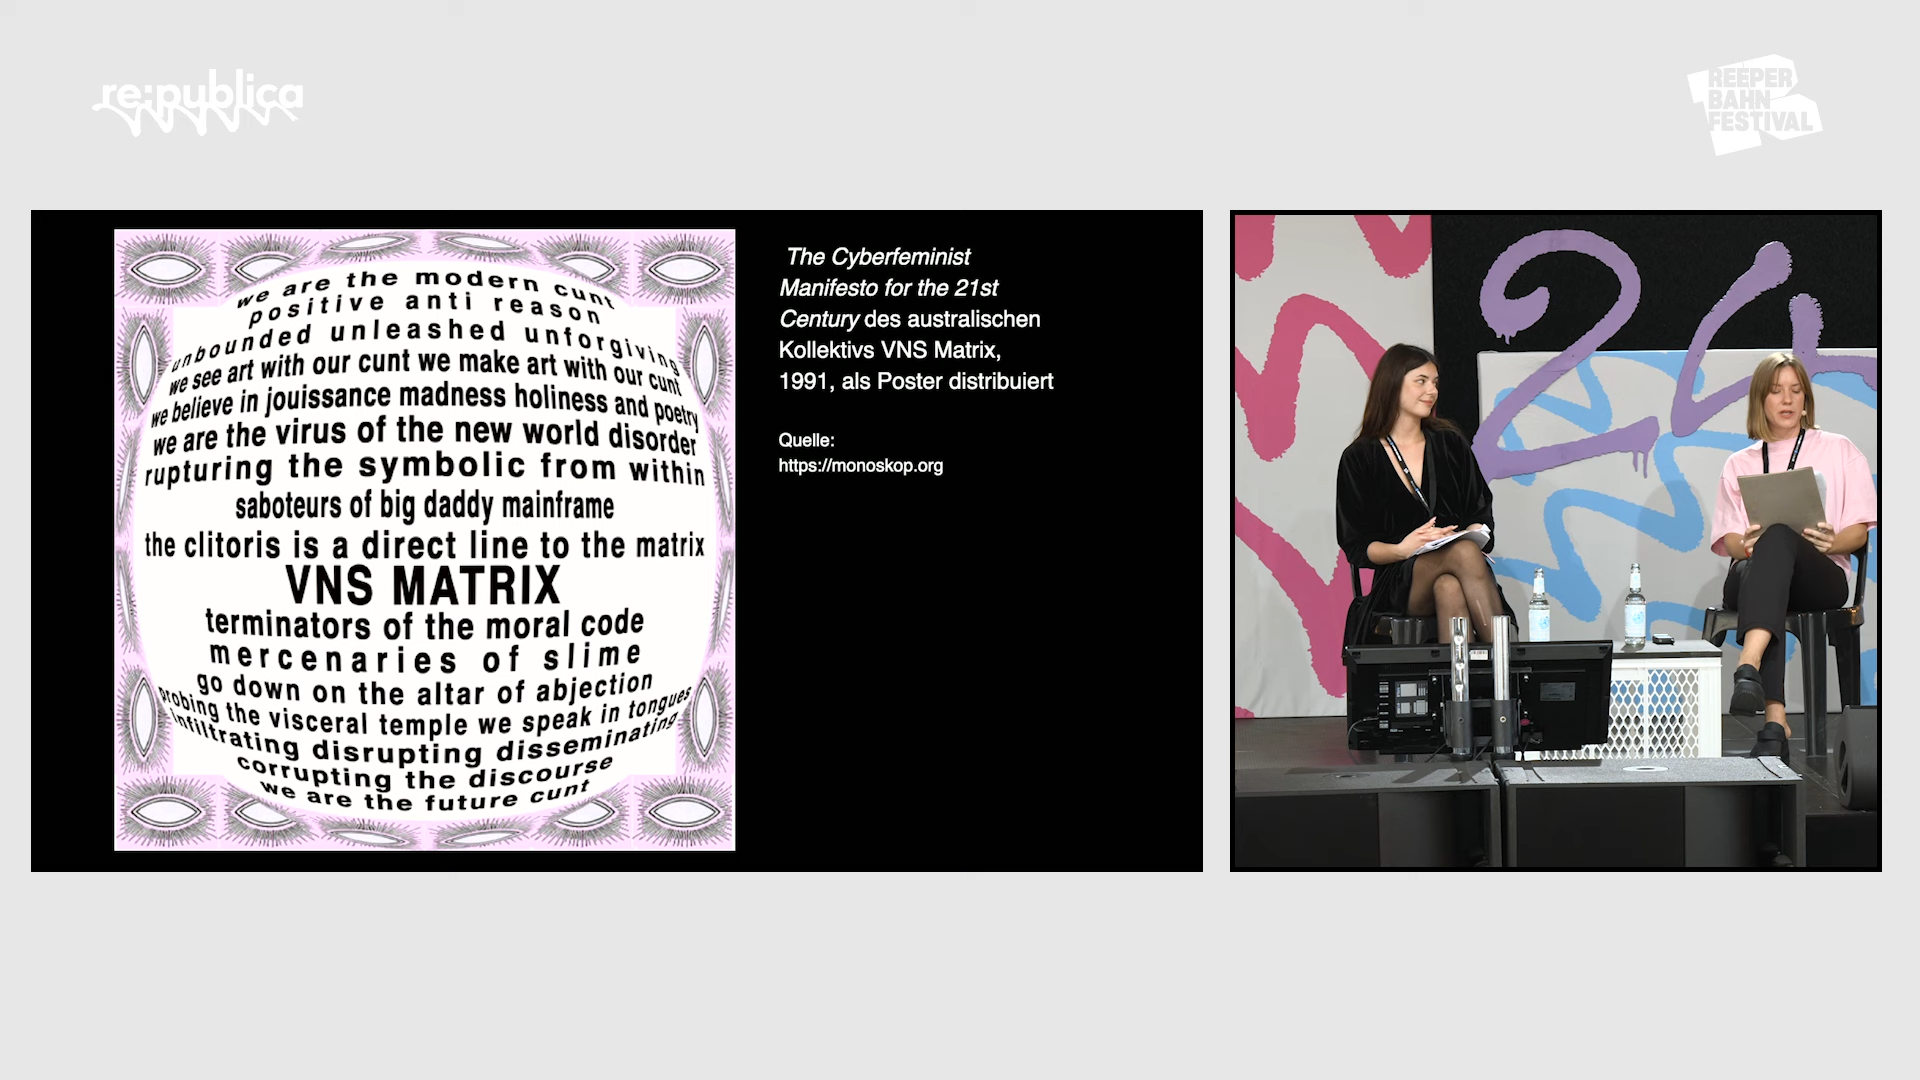 re:publica
REEPER
BAHN
FESTIVAL
we are the modern cunt
positive anti reason
unbounded unleashed unforgiving
we see art with our cunt we make art with our cunt
we believe in jouissance madness holiness and poetry
we are the virus of the new world disorder
rupturing the symbolic from within
saboteurs of big daddy mainframe
the clitoris is a direct line to the matrix
VNS MATRIX
terminators of the moral code
mercenaries of slime
go down on the altar of abjection
probing the visceral temple we speak in tongues
infiltrating disrupting disseminating
corrupting the discourse
we are the future cunt
The Cyberfeminist
Manifesto for the 21st
Century des australischen
Kollektivs VNS Matrix,
1991, als Poster distribuiert
Quelle:
https://monoskop.org
24